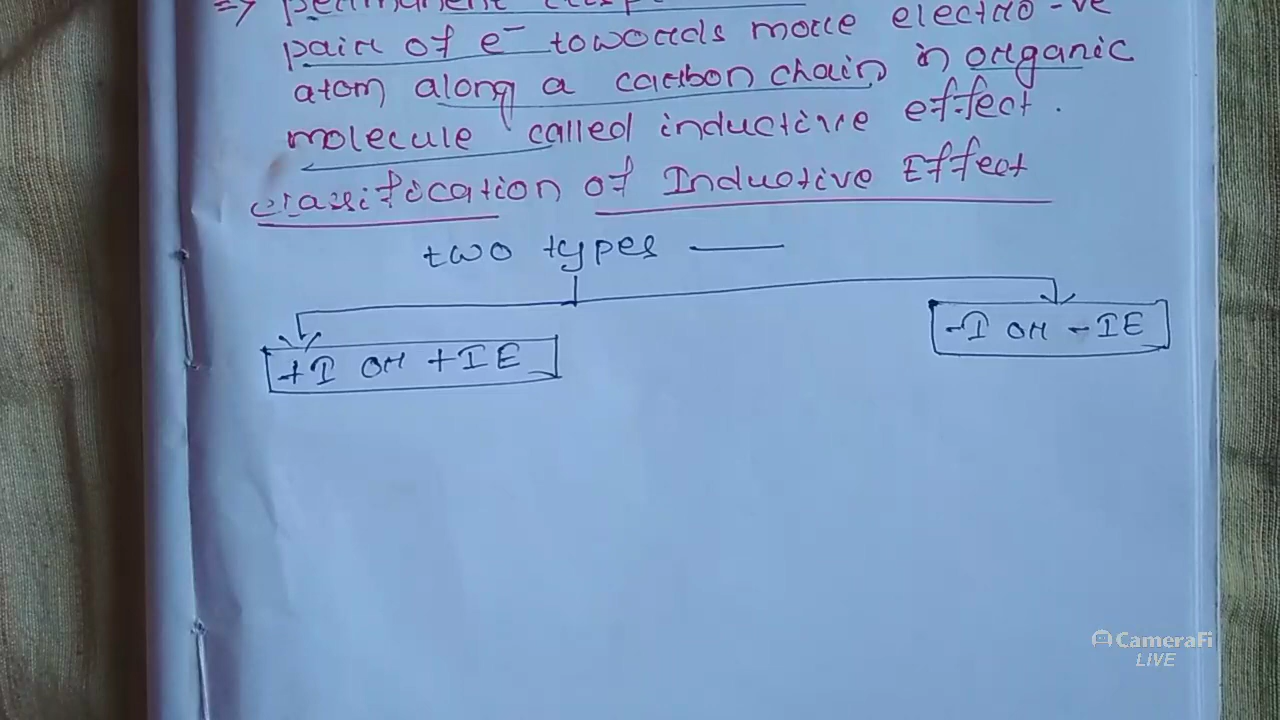 => permanent
pair of e⁻ towards more electro-ve
atom along a carbon chain in organic
molecule called inductive effect.
classification of Inductive Effect
two types ——
+I OR +IE
-I OR -IE
CameraFi
LIVE